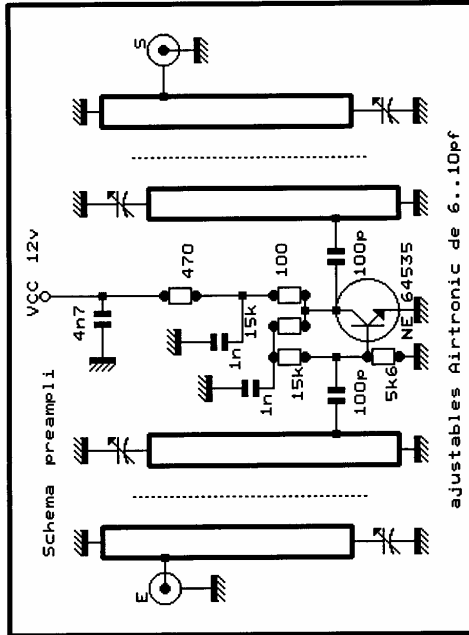 Schema preampli
VCC 12v
4n7
470
1n
15k
100
1n
15k
100p
100p
NE 64535
5k6
E
S
ajustables Airtronic de 6..10pf